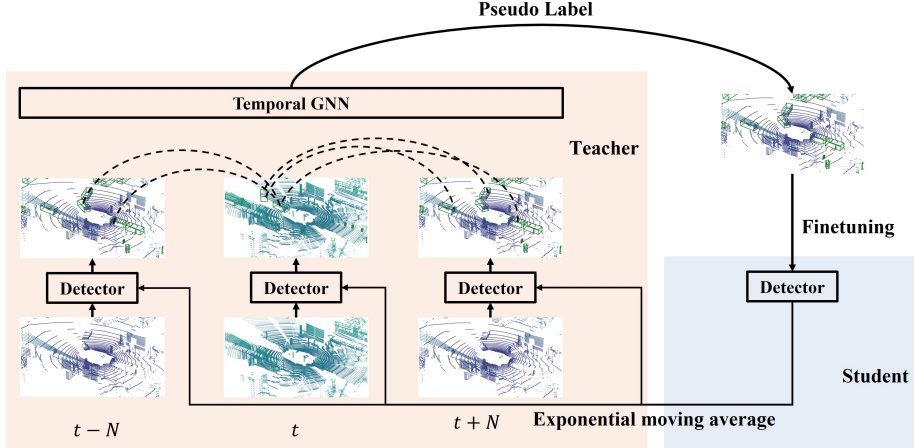 Pseudo Label
Temporal GNN
Teacher
Finetuning
Detector
Detector
Detector
Detector
Student
Exponential moving average
t − N
t
t + N